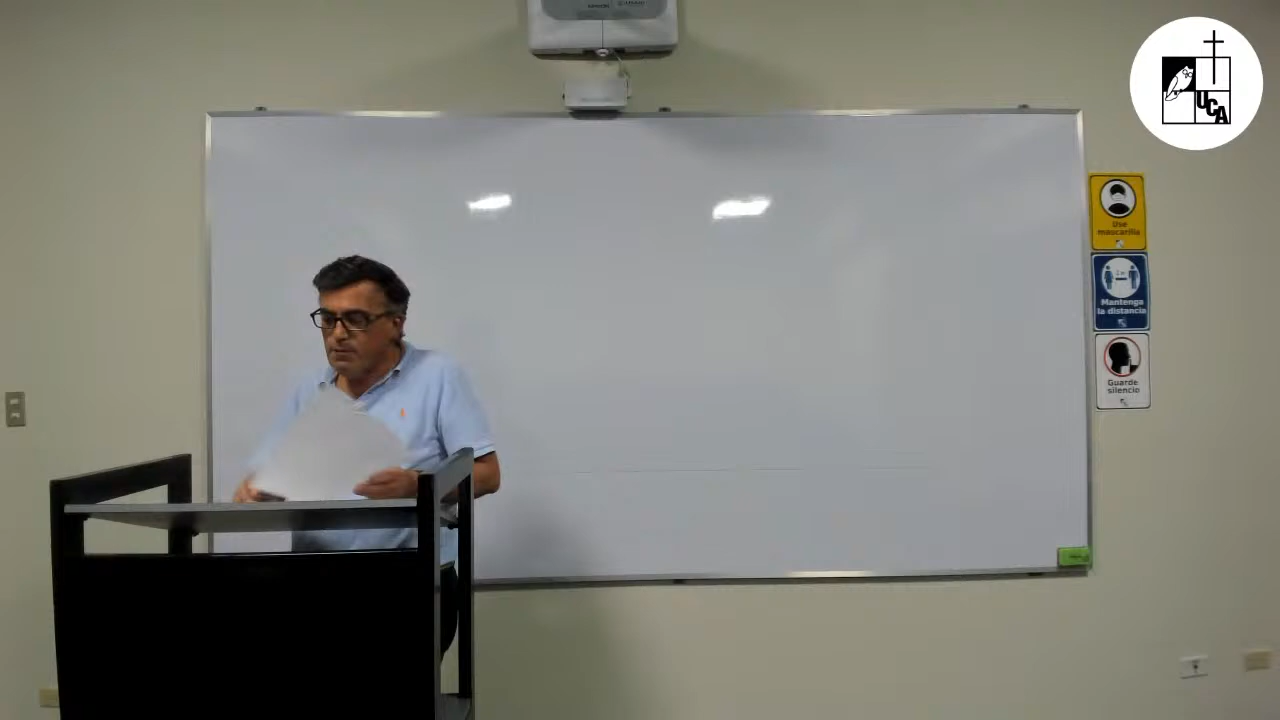 UCA
Use
mascarilla
Mantenga
la distancia
Guarde
silencio